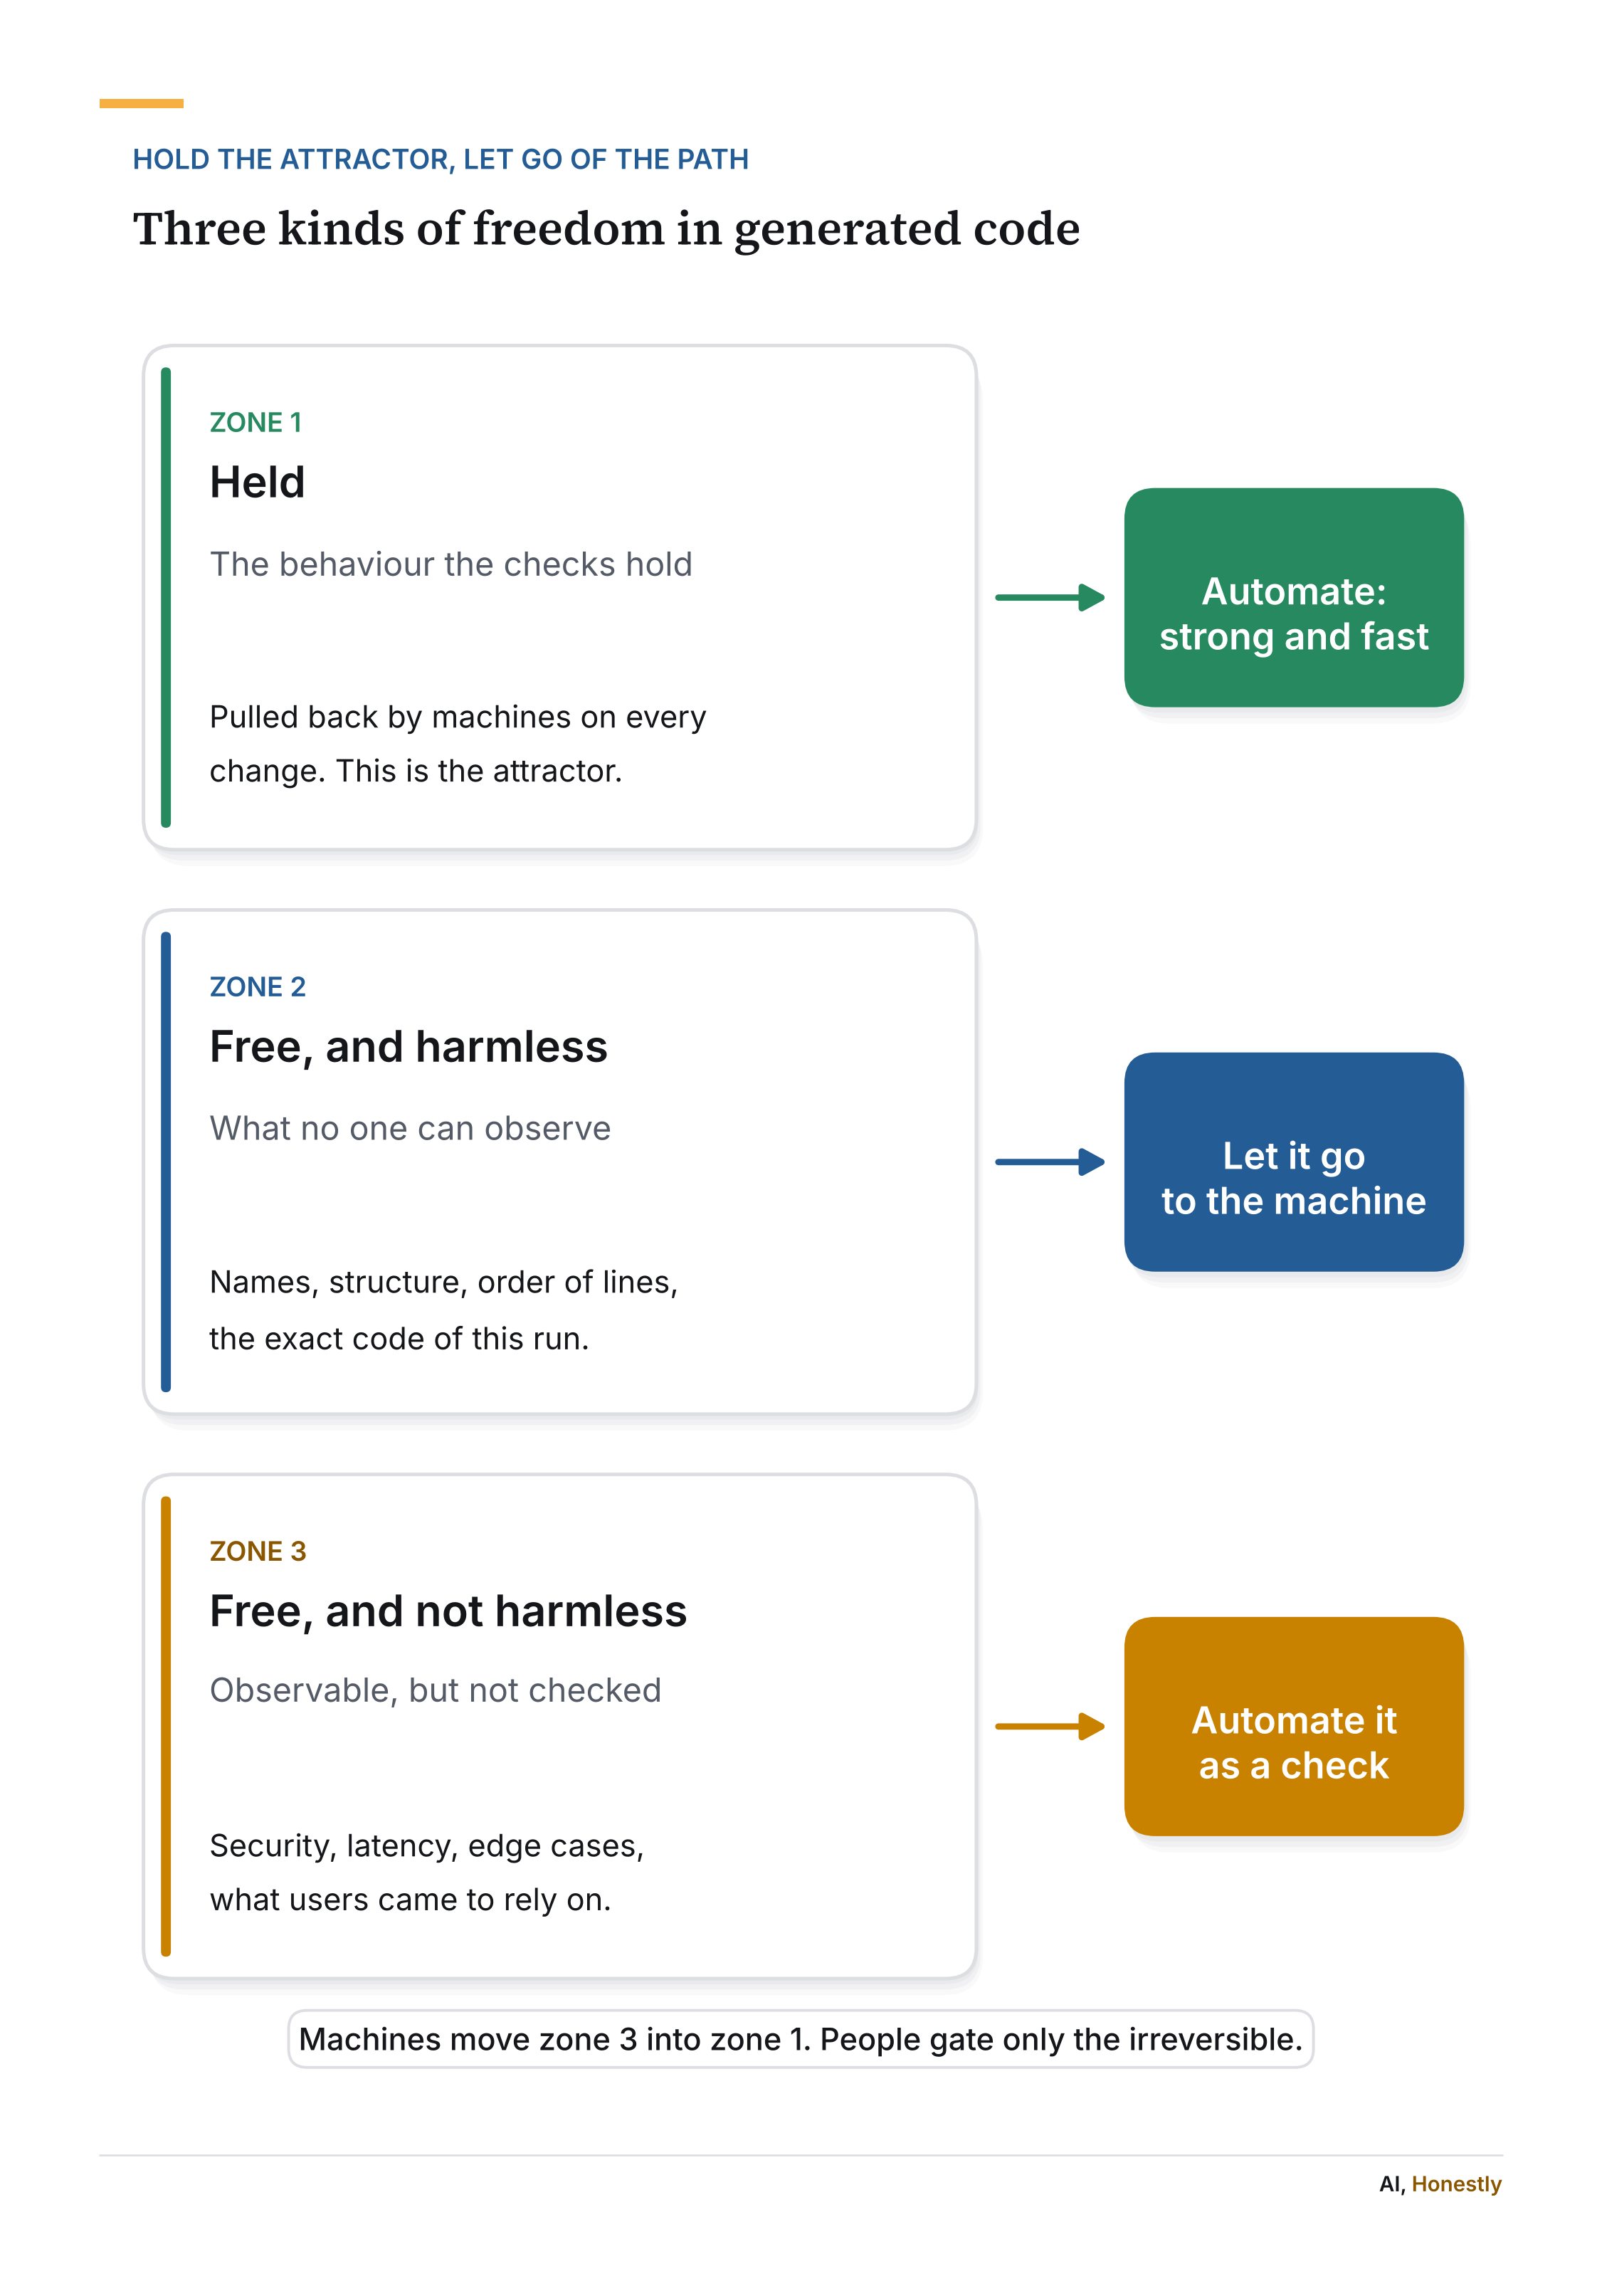 HOLD THE ATTRACTOR, LET GO OF THE PATH
Three kinds of freedom in generated code
ZONE 1
Held
The behaviour the checks hold
Pulled back by machines on every
change. This is the attractor.
Automate:
strong and fast
ZONE 2
Free, and harmless
What no one can observe
Names, structure, order of lines,
the exact code of this run.
Let it go
to the machine
ZONE 3
Free, and not harmless
Observable, but not checked
Security, latency, edge cases,
what users came to rely on.
Automate it
as a check
Machines move zone 3 into zone 1. People gate only the irreversible.
AI, Honestly